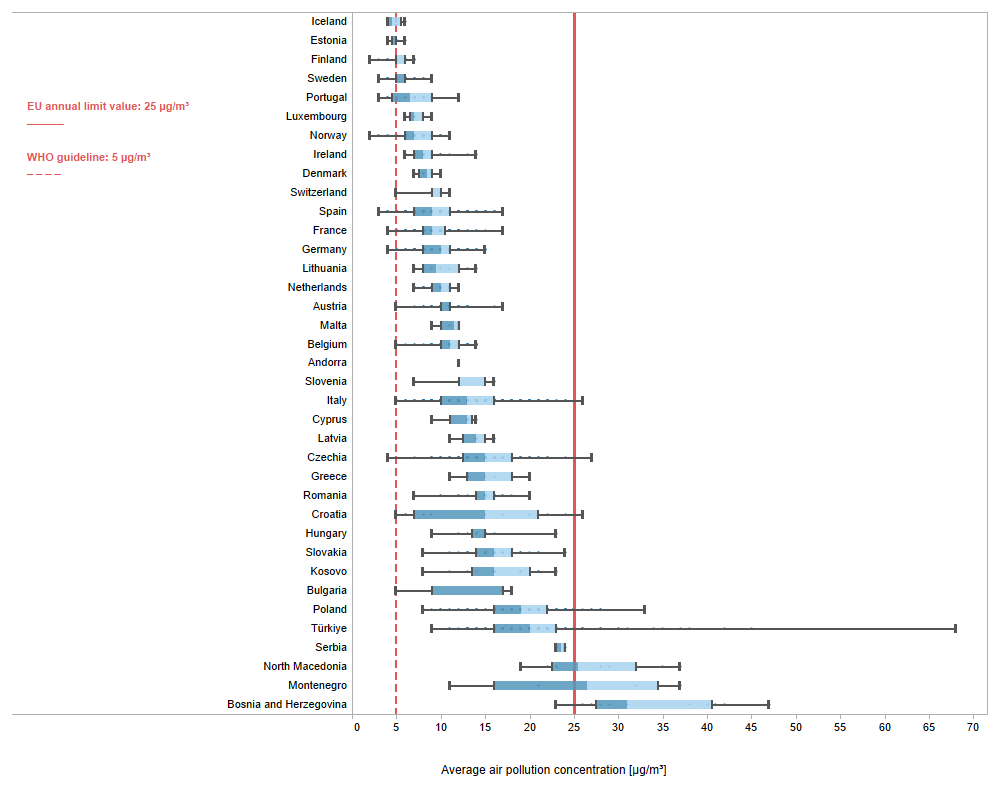 Iceland
Estonia
Finland
Sweden
Portugal
EU annual limit value: 25 µg/m³
Luxembourg
Norway
WHO guideline: 5 µg/m³
Ireland
Denmark
Switzerland
Spain
France
Germany
Lithuania
Netherlands
Austria
Malta
Belgium
Andorra
Slovenia
Italy
Cyprus
Latvia
Czechia
Greece
Romania
Croatia
Hungary
Slovakia
Kosovo
Bulgaria
Poland
Türkiye
Serbia
North Macedonia
Montenegro
Bosnia and Herzegovina
0 5 10 15 20 25 30 35 40 45 50 55 60 65 70
Average air pollution concentration [µg/m³]